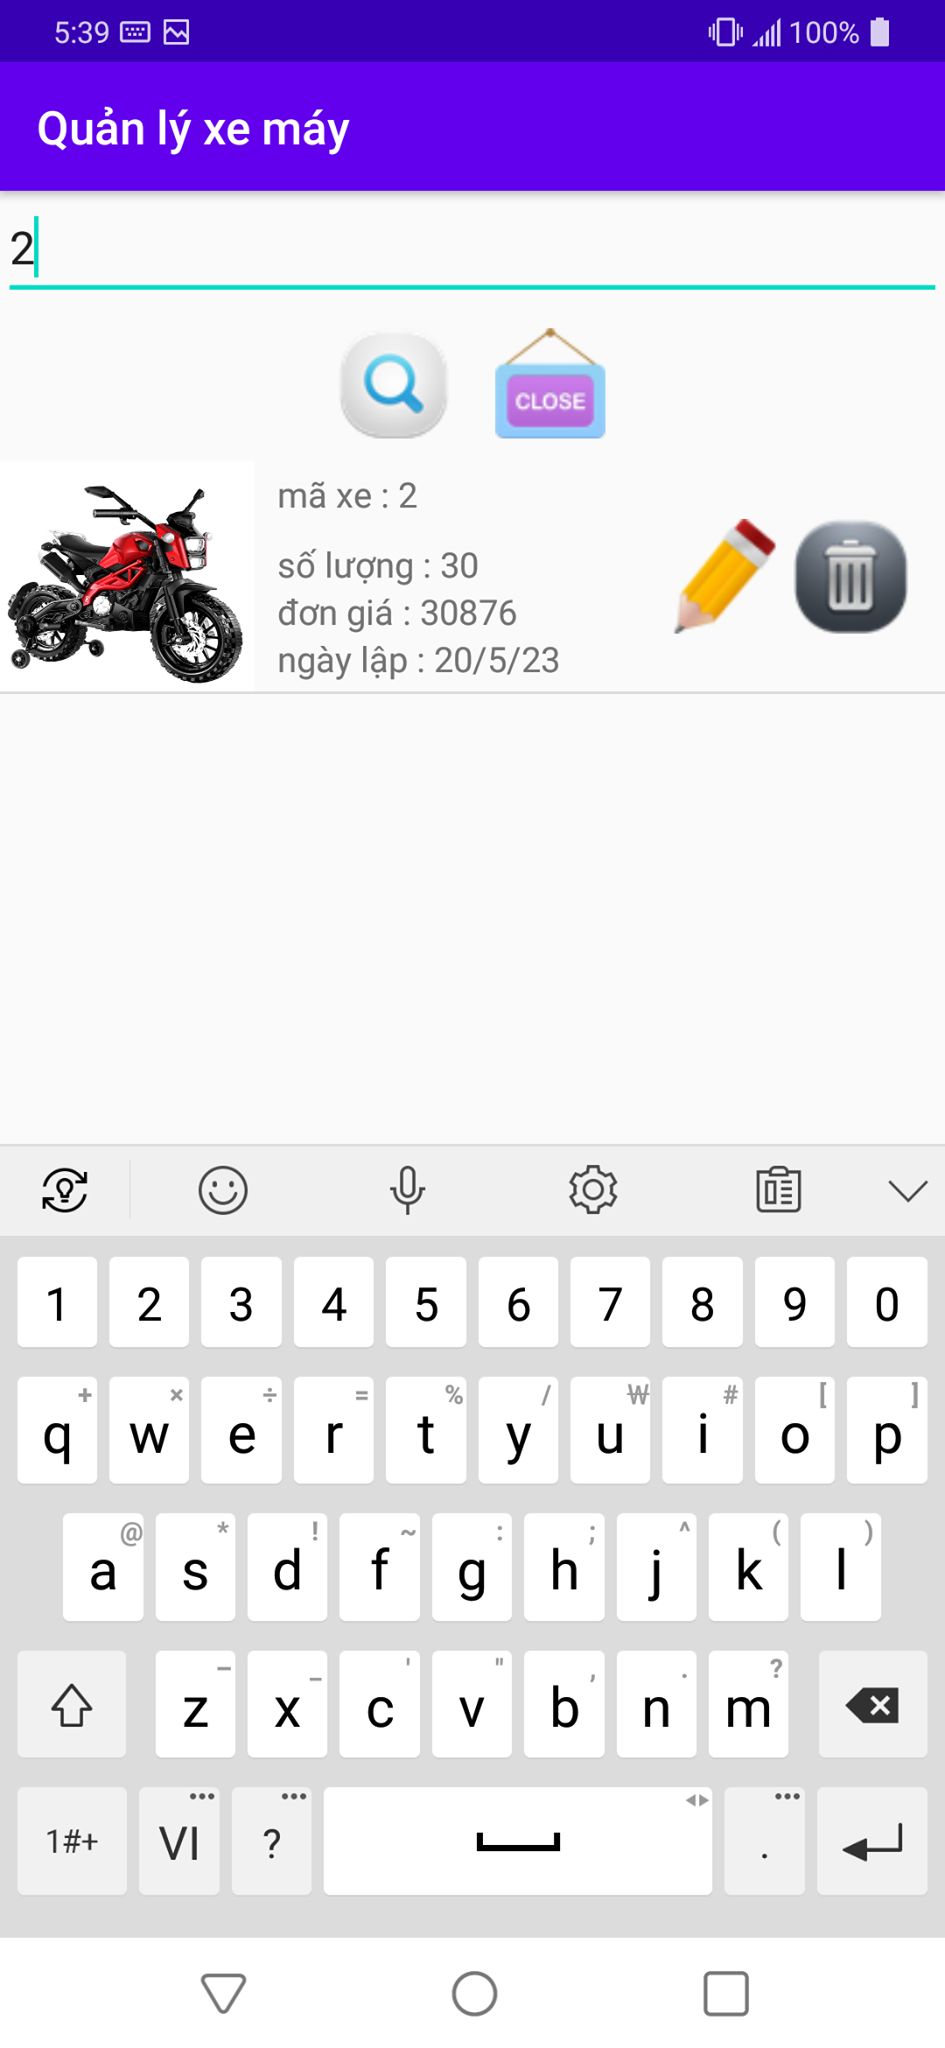 5:39 100%
Quản lý xe máy
2
CLOSE
mã xe : 2
số lượng : 30
đơn giá : 30876
ngày lập : 20/5/23
1 2 3 4 5 6 7 8 9 0
+ × ÷ = % / ₩ # [ ]
q w e r t y u i o p
@ * ! ~ : ; ^ ( )
a s d f g h j k l
– _ ' " , . ?
z x c v b n m
1#+ VI ? .